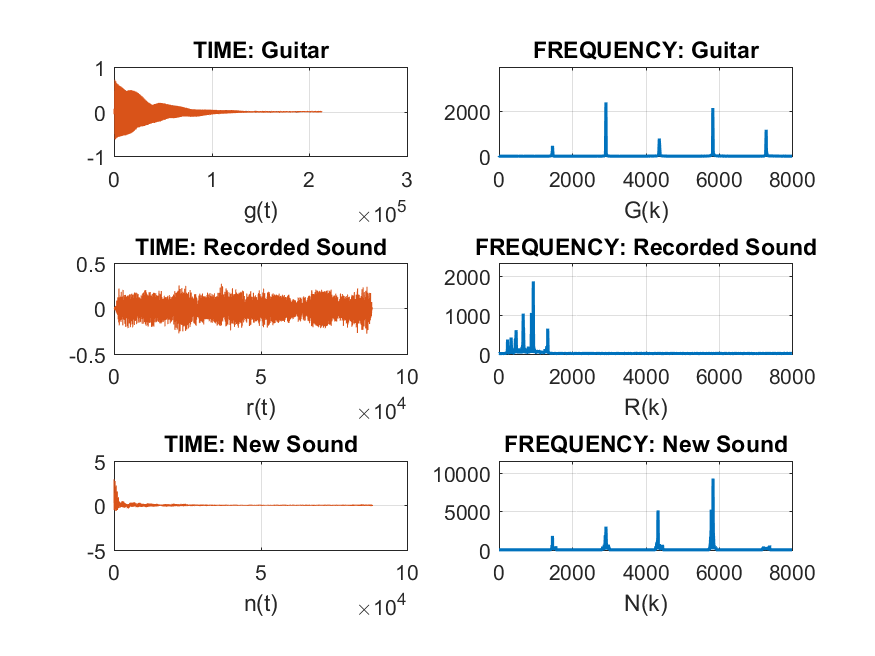 TIME: Guitar
1
0
-1
0 1 2 3
g(t) ×10^5
FREQUENCY: Guitar
2000
0
0 2000 4000 6000 8000
G(k)
TIME: Recorded Sound
0.5
0
-0.5
0 5 10
r(t) ×10^4
FREQUENCY: Recorded Sound
2000
1000
0
0 2000 4000 6000 8000
R(k)
TIME: New Sound
5
0
-5
0 5 10
n(t) ×10^4
FREQUENCY: New Sound
10000
5000
0
0 2000 4000 6000 8000
N(k)